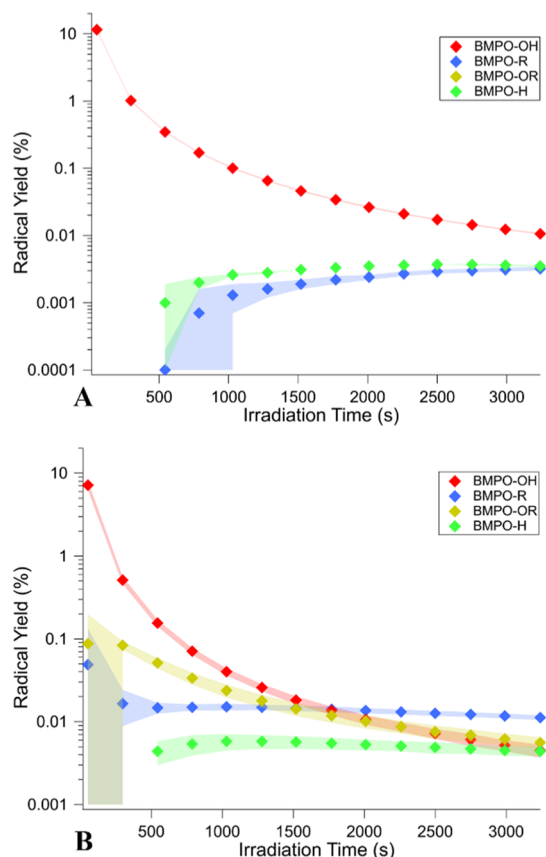 10
1
0.1
0.01
0.001
0.0001
Radical Yield (%)
BMPO-OH
BMPO-R
BMPO-OR
BMPO-H
500 1000 1500 2000 2500 3000
Irradiation Time (s)
A
10
1
0.1
0.01
0.001
Radical Yield (%)
BMPO-OH
BMPO-R
BMPO-OR
BMPO-H
500 1000 1500 2000 2500 3000
Irradiation Time (s)
B